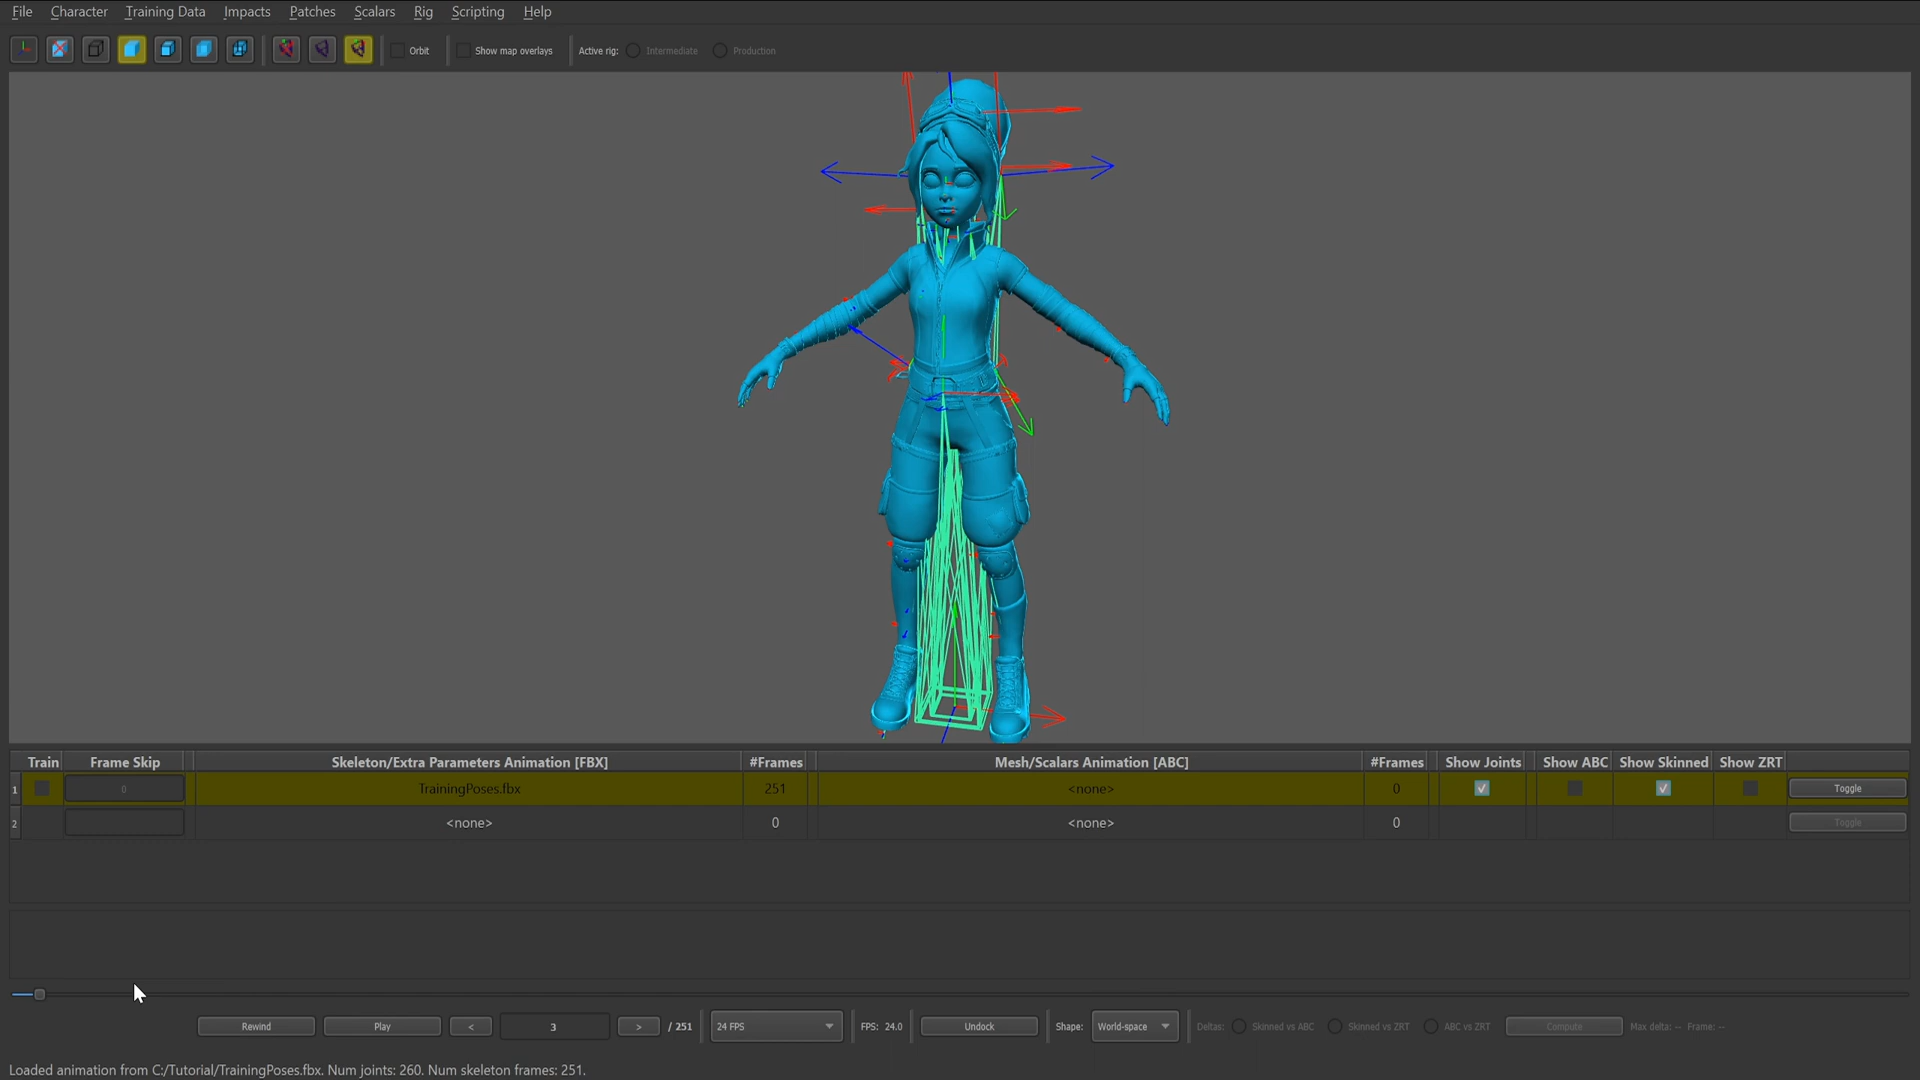 File Character Training Data Impacts Patches Scalars Rig Scripting Help
Orbit Show map overlays Active rig: Intermediate Production
Train Frame Skip Skeleton/Extra Parameters Animation [FBX] #Frames Mesh/Scalars Animation [ABC] #Frames Show Joints Show ABC Show Skinned Show ZRT
1 0 TrainingPoses.fbx 251 <none> 0 Toggle
2 <none> 0 <none> 0 Toggle
Rewind Play < 3 > / 251 24 FPS FPS: 24.0 Undock Shape: World-space Deltas: Skinned vs ABC Skinned vs ZRT ABC vs ZRT Compute Max delta: -- Frame: --
Loaded animation from C:/Tutorial/TrainingPoses.fbx. Num joints: 260. Num skeleton frames: 251.